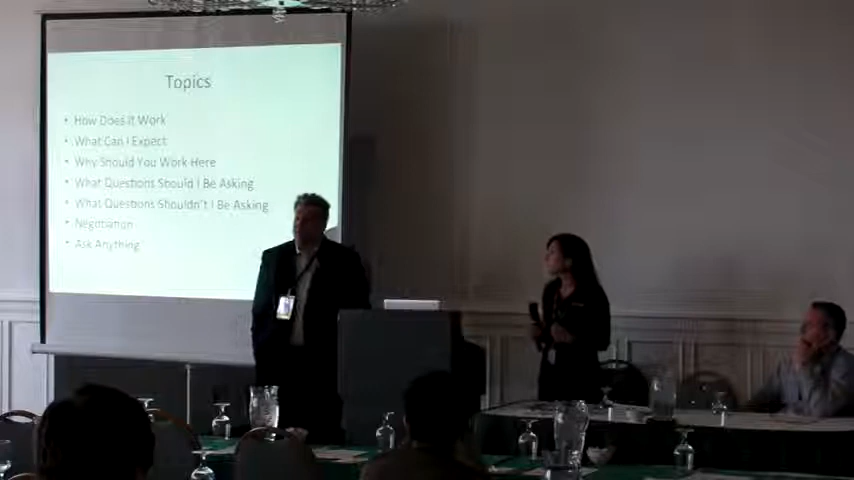 Topics
• How Does it Work
• What Can I Expect
• Why Should You Work Here
• What Questions Should I Be Asking
• What Questions Shouldn't I Be Asking
• Negotiation
• Ask Anything